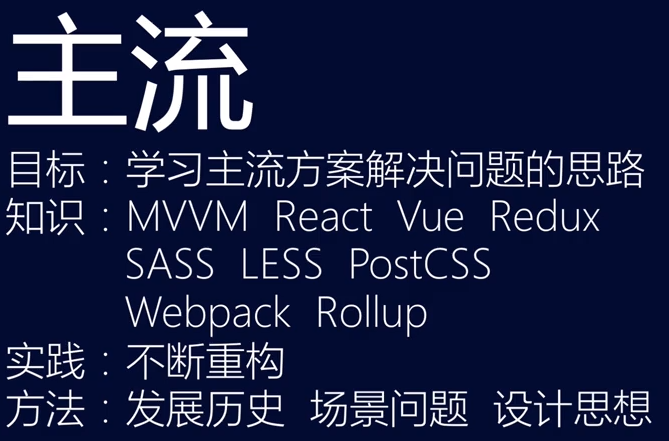 主流
目标：学习主流方案解决问题的思路
知识：MVVM React Vue Redux
SASS LESS PostCSS
Webpack Rollup
实践：不断重构
方法：发展历史 场景问题 设计思想